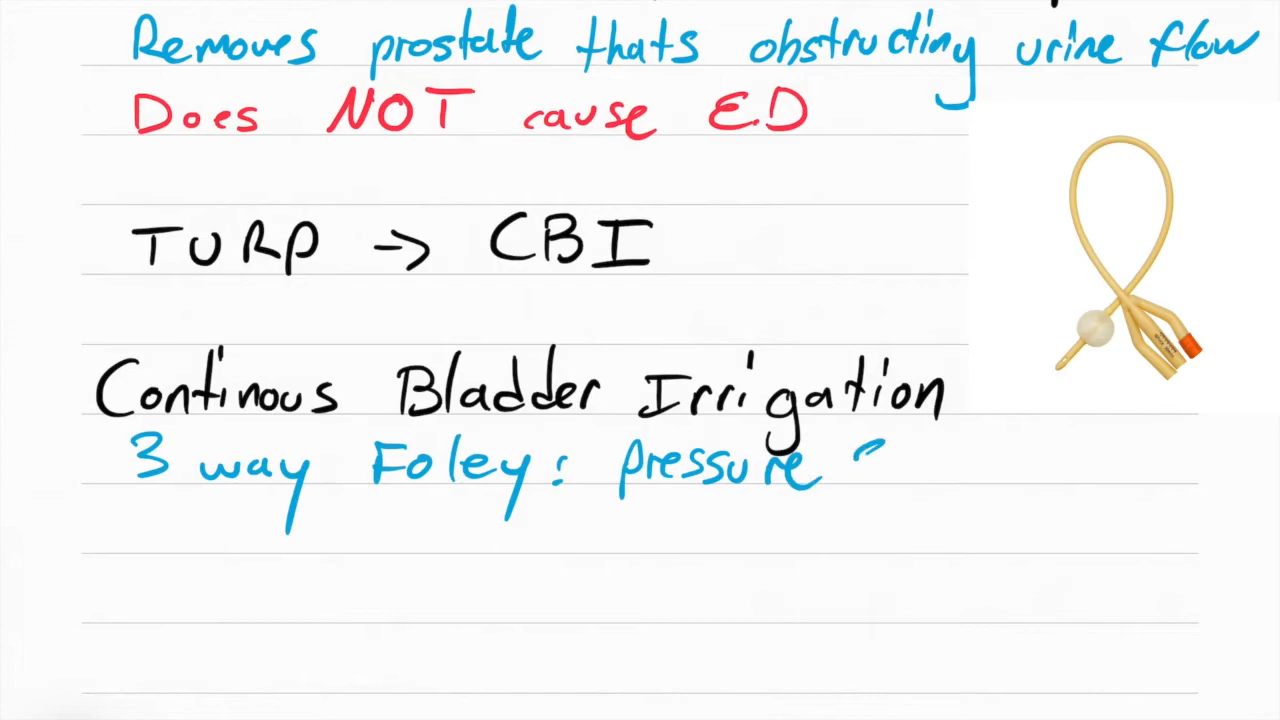 Removes prostate thats obstructing urine flow
Does NOT cause E.D
TURP → CBI
Continous Bladder Irrigation
3 way Foley: pressure